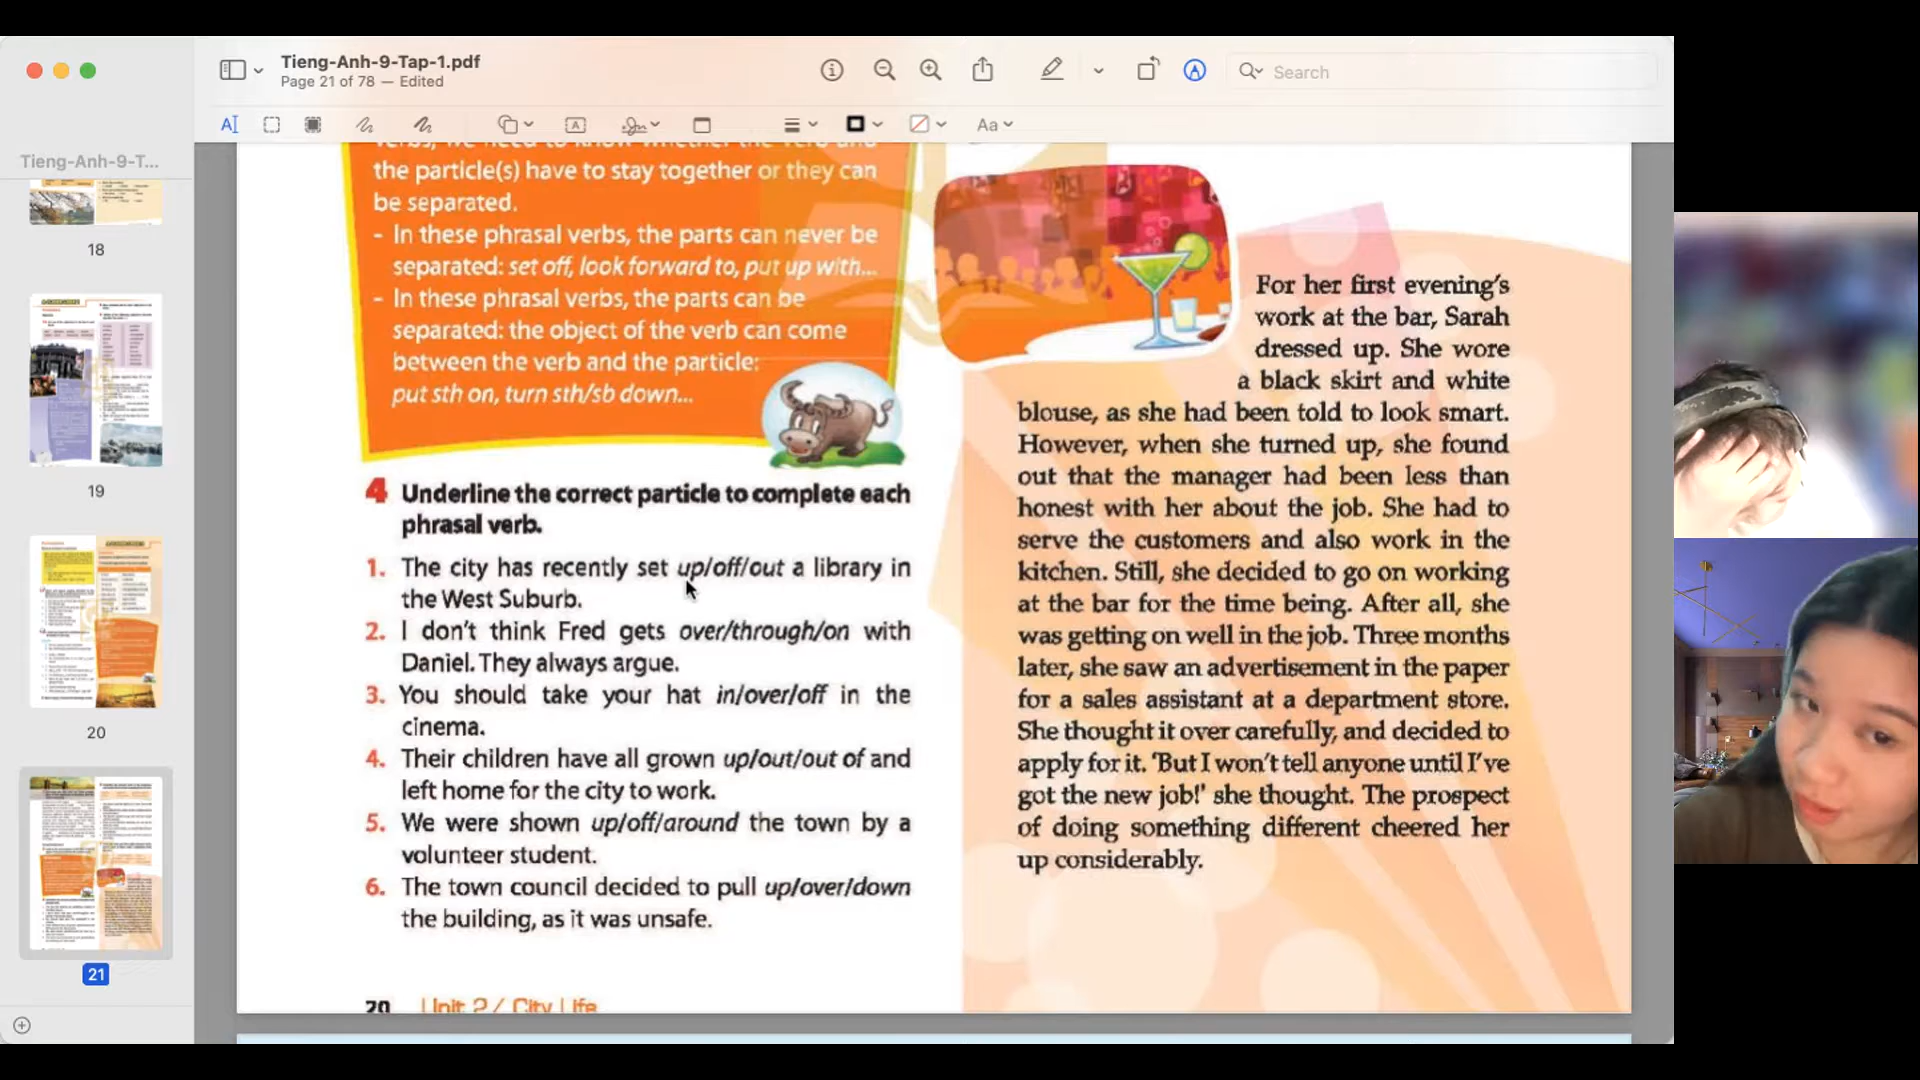 Tieng-Anh-9-Tap-1.pdf
Page 21 of 78 — Edited
Search
A
Aa
Tieng-Anh-9-T...
18
19
20
21
verbs, we need to know whether the verb and
the particle(s) have to stay together or they can
be separated.
- In these phrasal verbs, the parts can never be
separated: set off, look forward to, put up with...
- In these phrasal verbs, the parts can be
separated: the object of the verb can come
between the verb and the particle:
put sth on, turn sth/sb down...
4 Underline the correct particle to complete each
phrasal verb.
1. The city has recently set up/off/out a library in
the West Suburb.
2. I don't think Fred gets over/through/on with
Daniel. They always argue.
3. You should take your hat in/over/off in the
cinema.
4. Their children have all grown up/out/out of and
left home for the city to work.
5. We were shown up/off/around the town by a
volunteer student.
6. The town council decided to pull up/over/down
the building, as it was unsafe.
20 Unit 2 / City Life
For her first evening's
work at the bar, Sarah
dressed up. She wore
a black skirt and white
blouse, as she had been told to look smart.
However, when she turned up, she found
out that the manager had been less than
honest with her about the job. She had to
serve the customers and also work in the
kitchen. Still, she decided to go on working
at the bar for the time being. After all, she
was getting on well in the job. Three months
later, she saw an advertisement in the paper
for a sales assistant at a department store.
She thought it over carefully, and decided to
apply for it. 'But I won't tell anyone until I've
got the new job!' she thought. The prospect
of doing something different cheered her
up considerably.